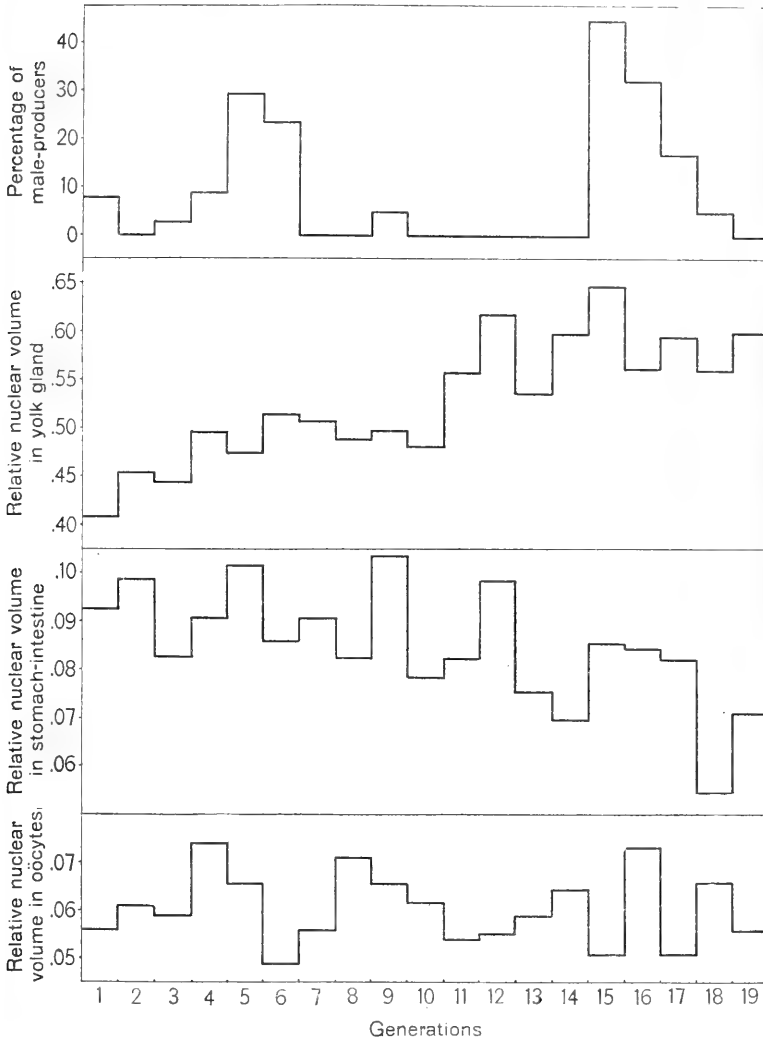 Percentage of
male-producers
40
30
20
10
0
Relative nuclear volume
in yolk gland
.65
.60
.55
.50
.45
.40
Relative nuclear volume
in stomach-intestine
.10
.09
.08
.07
.06
Relative nuclear
volume in oöcytes
.07
.06
.05
1 2 3 4 5 6 7 8 9 10 11 12 13 14 15 16 17 18 19
Generations